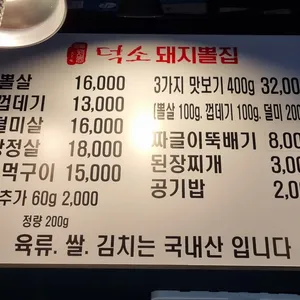 덕소 돼지뽈집
뽈살 16,000
껍데기 13,000
덜미살 16,000
항정살 18,000
먹구이 15,000
추가 60g 2,000
정량 200g
3가지 맛보기 400g 32,00
(뽈살 100g. 껍데기 100g. 덜미 200
짜글이뚝배기 8,00
된장찌개 3,00
공기밥 2,0
육류. 쌀. 김치는 국내산 입니다